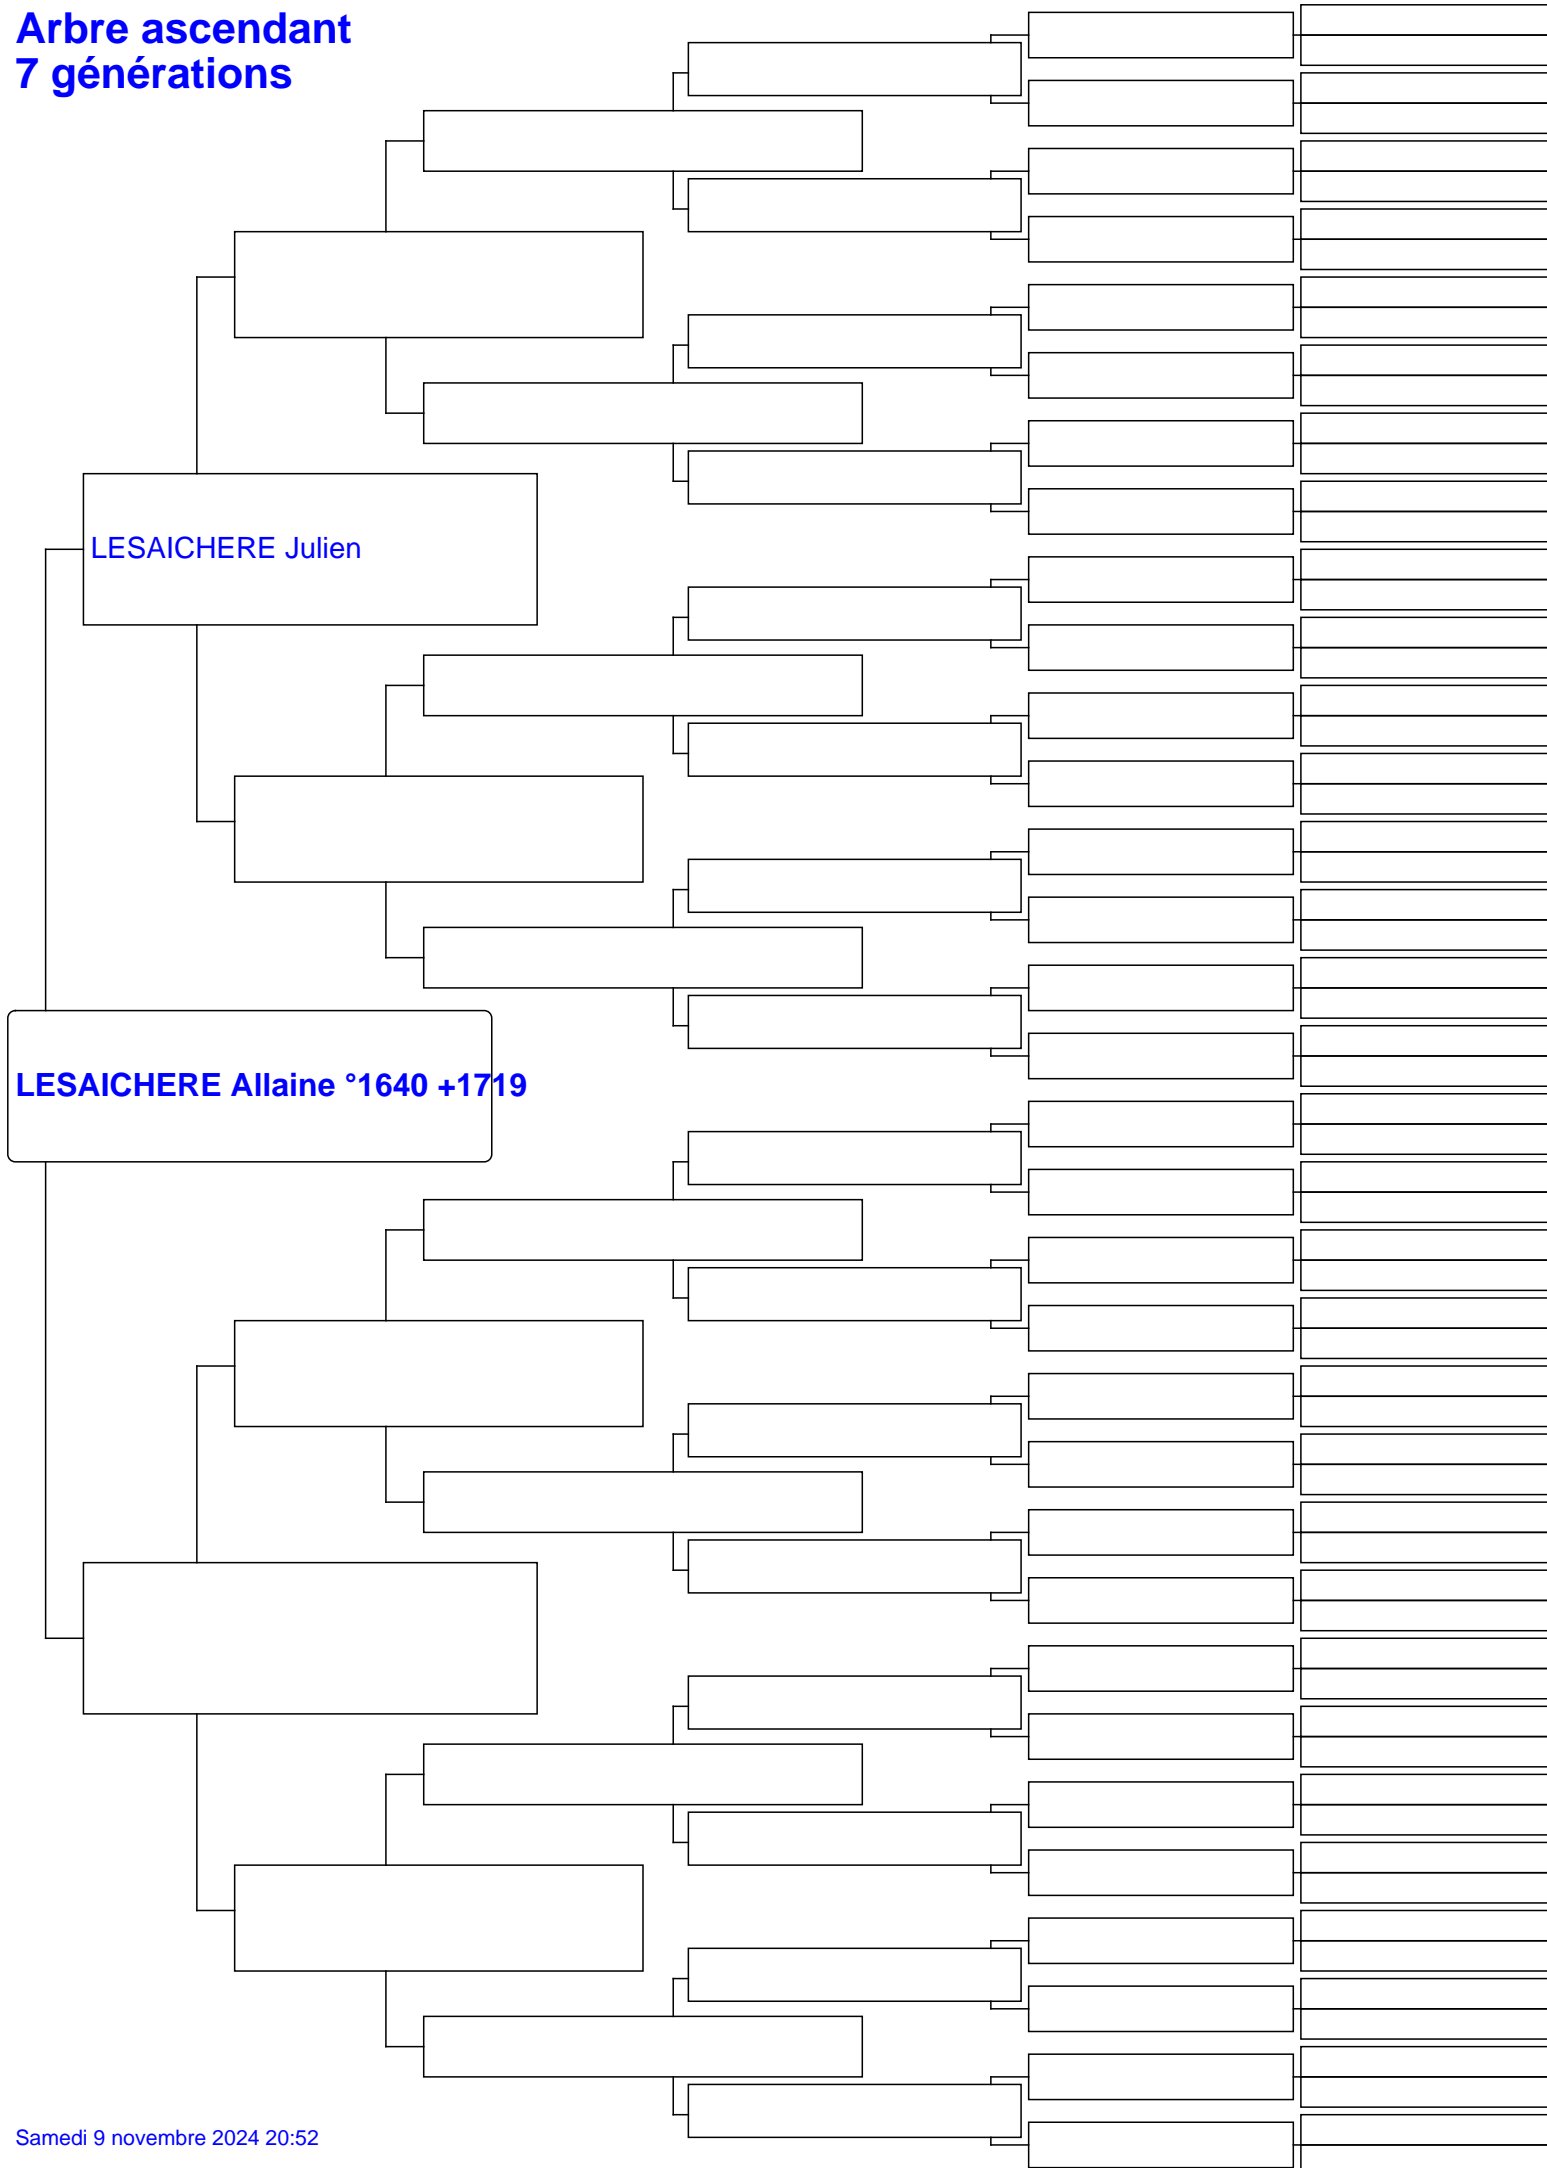 Arbre ascendant
7 générations
LESAICHERE Julien
LESAICHERE Allaine °1640 +1719
Samedi 9 novembre 2024 20:52